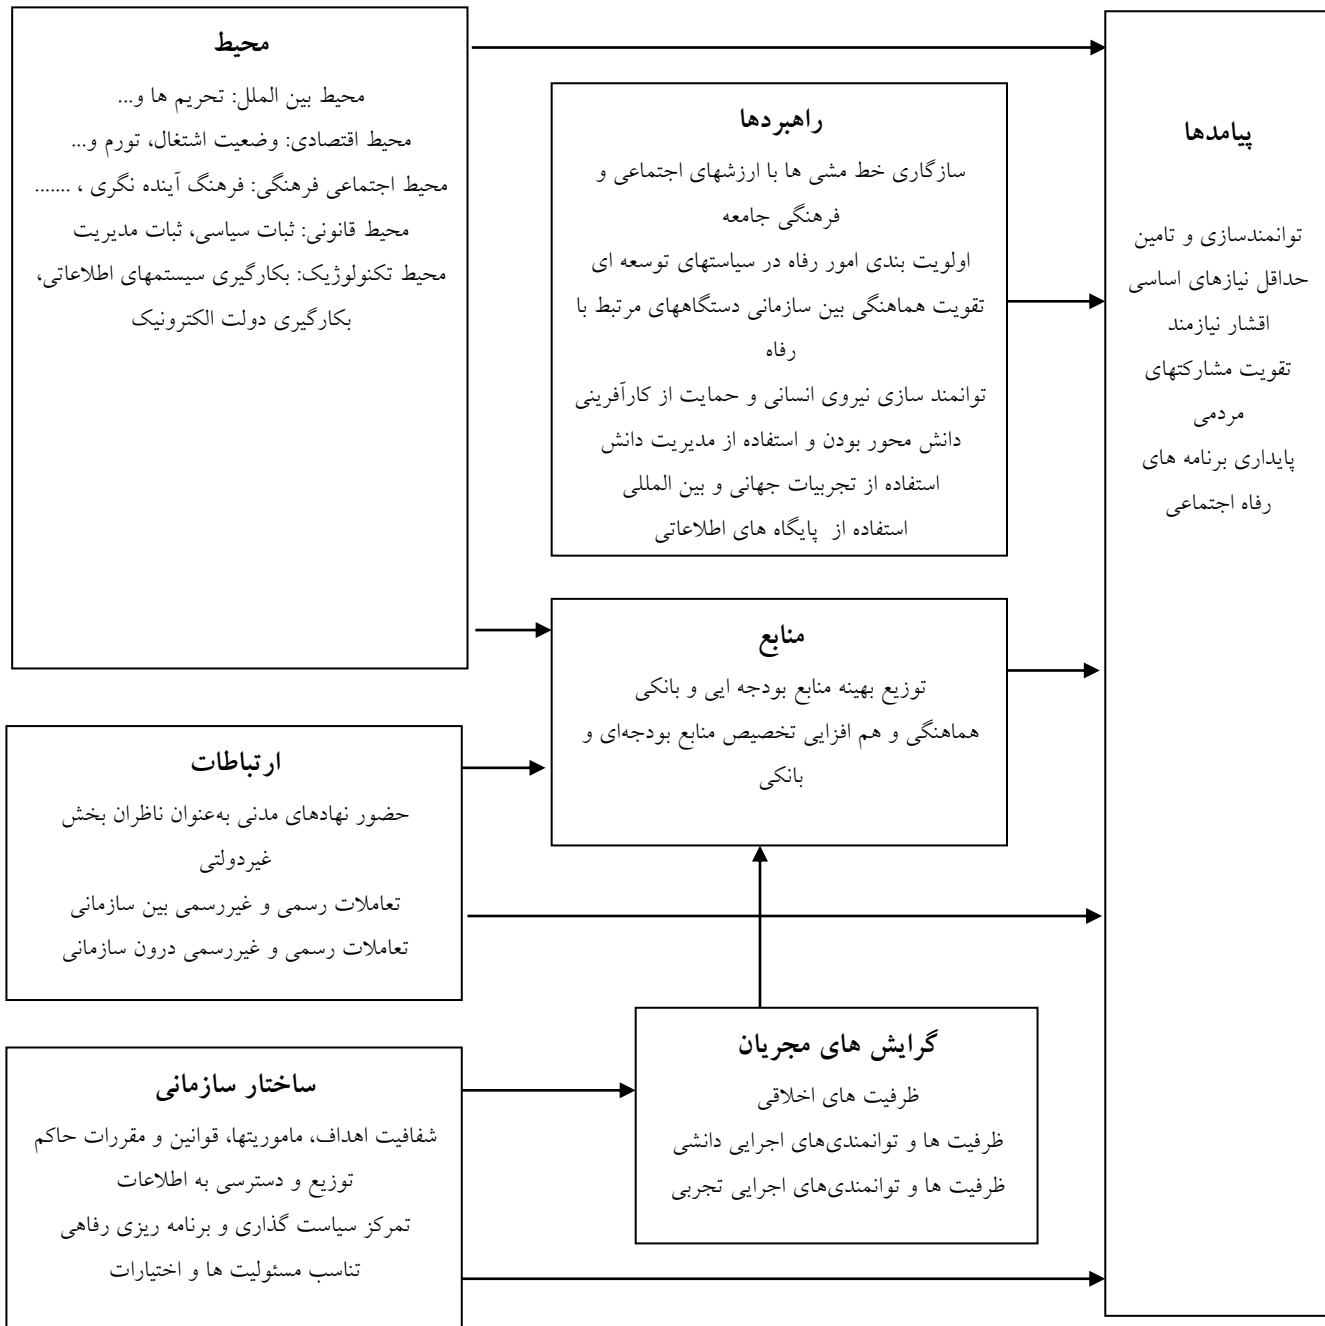 محیط
محیط بین الملل: تحریم ها و...
محیط اقتصادی: وضعیت اشتغال، تورم و...
محیط اجتماعی فرهنگی: فرهنگ آینده نگری ، .......
محیط قانونی: ثبات سیاسی، ثبات مدیریت
محیط تکنولوژیک: بکارگیری سیستمهای اطلاعاتی،
بکارگیری دولت الکترونیک
راهبردها
سازگاری خط مشی ها با ارزشهای اجتماعی و
فرهنگی جامعه
اولویت بندی امور رفاه در سیاستهای توسعه ای
تقویت هماهنگی بین سازمانی دستگاههای مرتبط با
رفاه
توانمند سازی نیروی انسانی و حمایت از کارآفرینی
دانش محور بودن و استفاده از مدیریت دانش
استفاده از تجربیات جهانی و بین المللی
استفاده از پایگاه های اطلاعاتی
پیامدها
توانمندسازی و تامین
حداقل نیازهای اساسی
اقشار نیازمند
تقویت مشارکتهای
مردمی
پایداری برنامه های
رفاه اجتماعی
منابع
توزیع بهینه منابع بودجه ایی و بانکی
هماهنگی و هم افزایی تخصیص منابع بودجه‌ای و
بانکی
ارتباطات
حضور نهادهای مدنی به‌عنوان ناظران بخش
غیردولتی
تعاملات رسمی و غیررسمی بین سازمانی
تعاملات رسمی و غیررسمی درون سازمانی
گرایش های مجریان
ظرفیت های اخلاقی
ظرفیت ها و توانمندی‌های اجرایی دانشی
ظرفیت ها و توانمندی‌های اجرایی تجربی
ساختار سازمانی
شفافیت اهداف، ماموریتها، قوانین و مقررات حاکم
توزیع و دسترسی به اطلاعات
تمرکز سیاست گذاری و برنامه ریزی رفاهی
تناسب مسئولیت ها و اختیارات